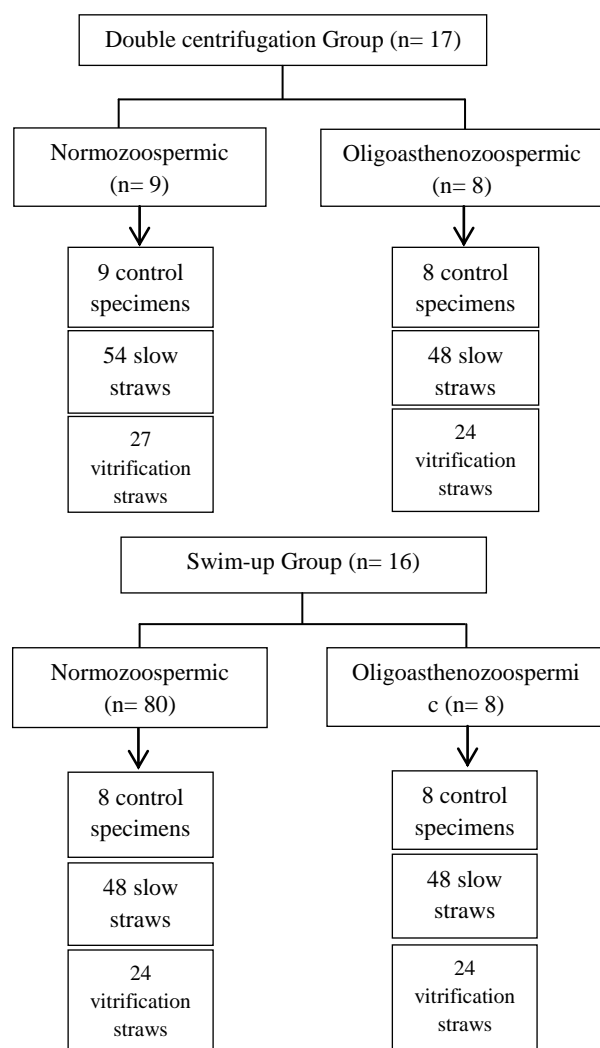 Double centrifugation Group (n= 17)
Normozoospermic
(n= 9)
Oligoasthenozoospermic
(n= 8)
9 control
specimens
8 control
specimens
54 slow
straws
48 slow
straws
27
vitrification
straws
24
vitrification
straws
Swim-up Group (n= 16)
Normozoospermic
(n= 80)
Oligoasthenozoospermi
c (n= 8)
8 control
specimens
8 control
specimens
48 slow
straws
48 slow
straws
24
vitrification
straws
24
vitrification
straws